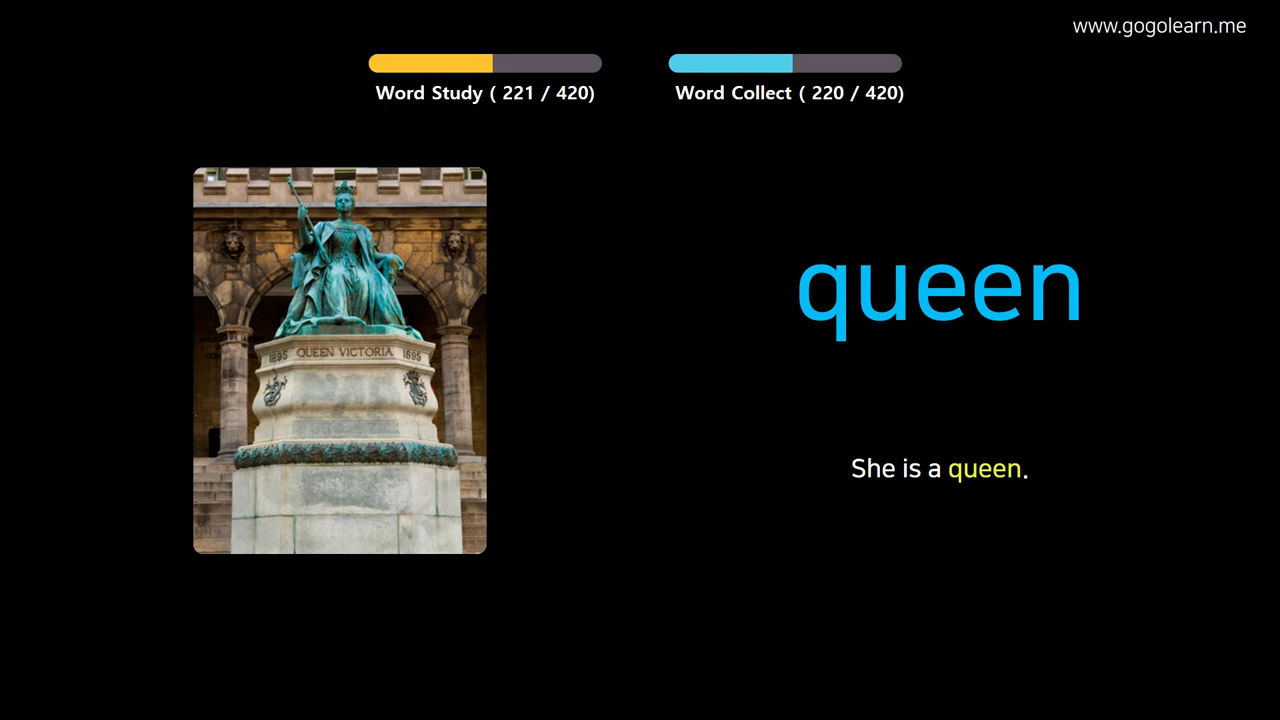 www.gogolearn.me
Word Study ( 221 / 420)
Word Collect ( 220 / 420)
1895 QUEEN VICTORIA 1895
queen
She is a queen.